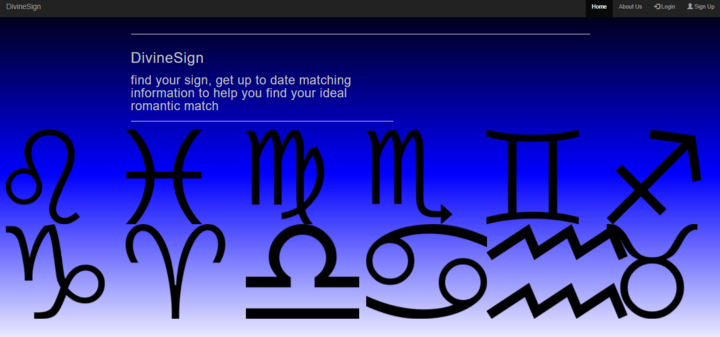 DivineSign
Home About Us Login Sign Up
DivineSign
find your sign, get up to date matching
information to help you find your ideal
romantic match